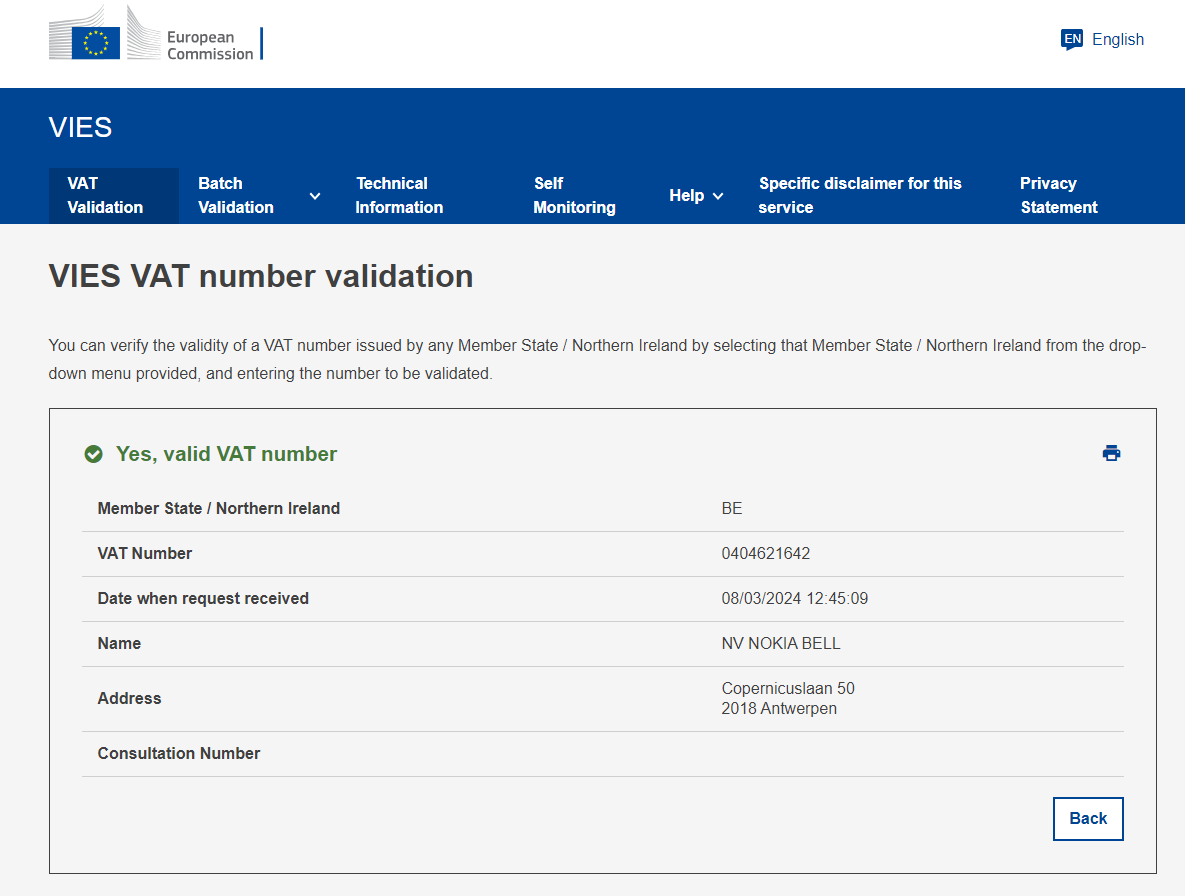 European
Commission
EN English
VIES
VAT
Validation
Batch
Validation
Technical
Information
Self
Monitoring
Help
Specific disclaimer for this
service
Privacy
Statement
VIES VAT number validation
You can verify the validity of a VAT number issued by any Member State / Northern Ireland by selecting that Member State / Northern Ireland from the drop-
down menu provided, and entering the number to be validated.
Yes, valid VAT number
Member State / Northern Ireland BE
VAT Number 0404621642
Date when request received 08/03/2024 12:45:09
Name NV NOKIA BELL
Address Copernicuslaan 50
2018 Antwerpen
Consultation Number
Back